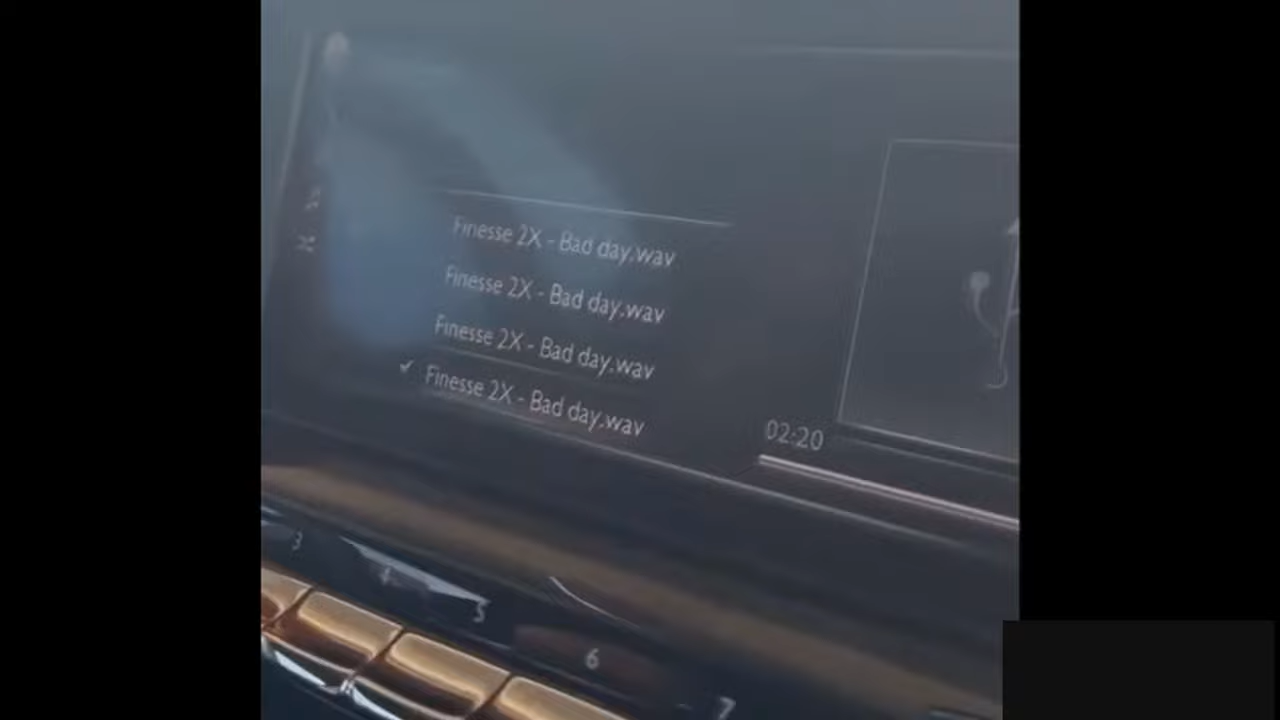 Finesse 2X - Bad day.wav
Finesse 2X - Bad day.wav
Finesse 2X - Bad day.wav
✓ Finesse 2X - Bad day.wav
02:20
3
4
5
6
7